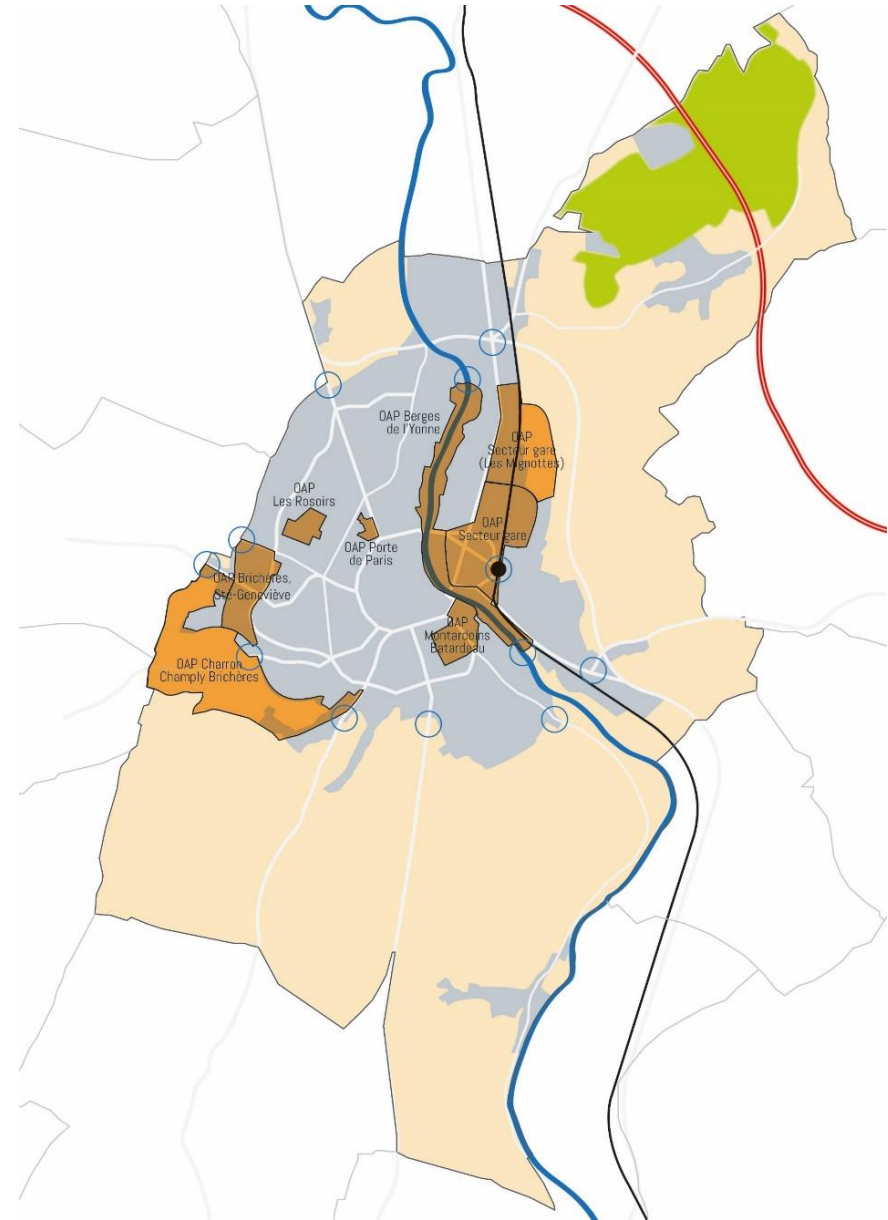 OAP Berges
de l'Yonne
OAP
Secteur gare
(Les Mignottes)
OAP
Les Rosoirs
OAP Porte
de Paris
OAP
Secteur gare
OAP Brichères,
Ste-Geneviève
OAP
Montardoins
Batardeau
OAP Charron
Champly Brichères